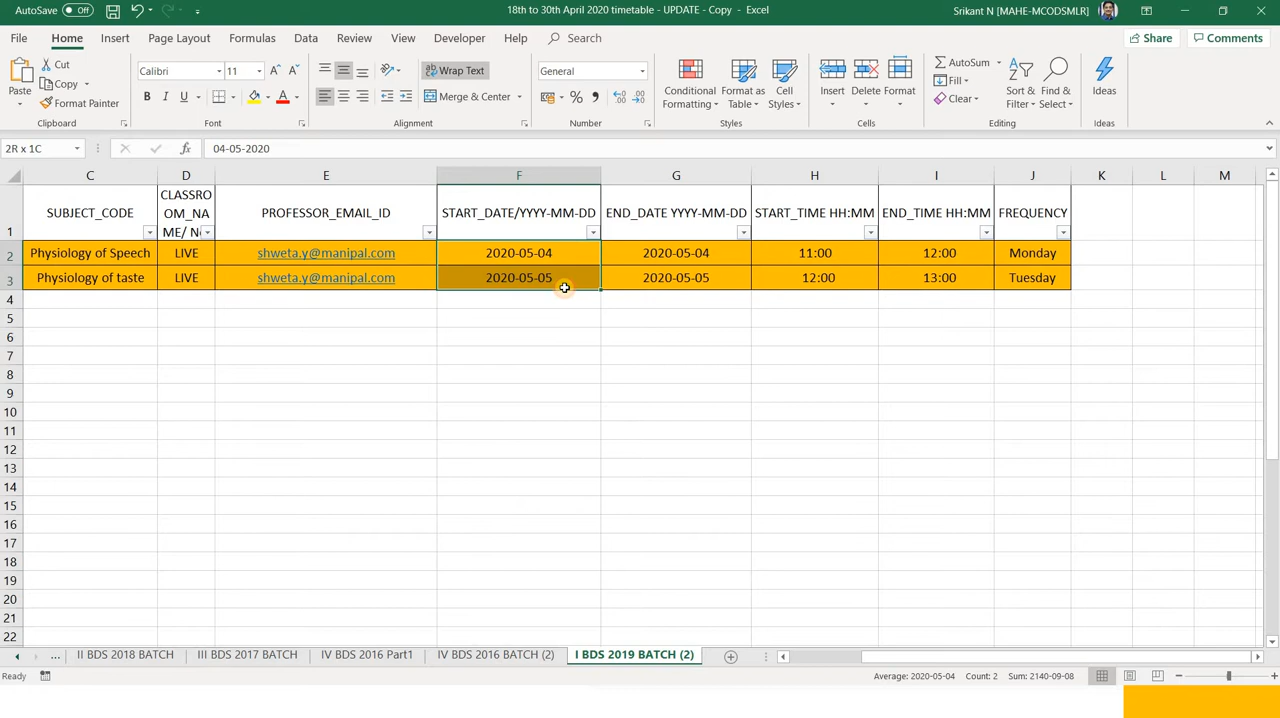 AutoSave Off 18th to 30th April 2020 timetable - UPDATE - Copy - Excel Srikant N (MAHE-MCODSMLR)
File Home Insert Page Layout Formulas Data Review View Developer Help Search Share Comments
Paste Cut Copy Format Painter
Calibri 11 A A Wrap Text General
B I U A Merge & Center % ,
Conditional Formatting Format as Table Cell Styles Insert Delete Format AutoSum Fill Clear Sort & Filter Find & Select Ideas
Clipboard Font Alignment Number Styles Cells Editing Ideas
2R x 1C fx 04-05-2020
C D E F G H I J K L M
1 SUBJECT_CODE CLASSRO OM_NA ME/ N PROFESSOR_EMAIL_ID START_DATE/YYYY-MM-DD END_DATE YYYY-MM-DD START_TIME HH:MM END_TIME HH:MM FREQUENCY
2 Physiology of Speech LIVE shweta.y@manipal.com 2020-05-04 2020-05-04 11:00 12:00 Monday
3 Physiology of taste LIVE shweta.y@manipal.com 2020-05-05 2020-05-05 12:00 13:00 Tuesday
4
5
6
7
8
9
10
11
12
13
14
15
16
17
18
19
20
21
22
... II BDS 2018 BATCH III BDS 2017 BATCH IV BDS 2016 Part1 IV BDS 2016 BATCH (2) I BDS 2019 BATCH (2)
Ready Average: 2020-05-04 Count: 2 Sum: 2140-09-08